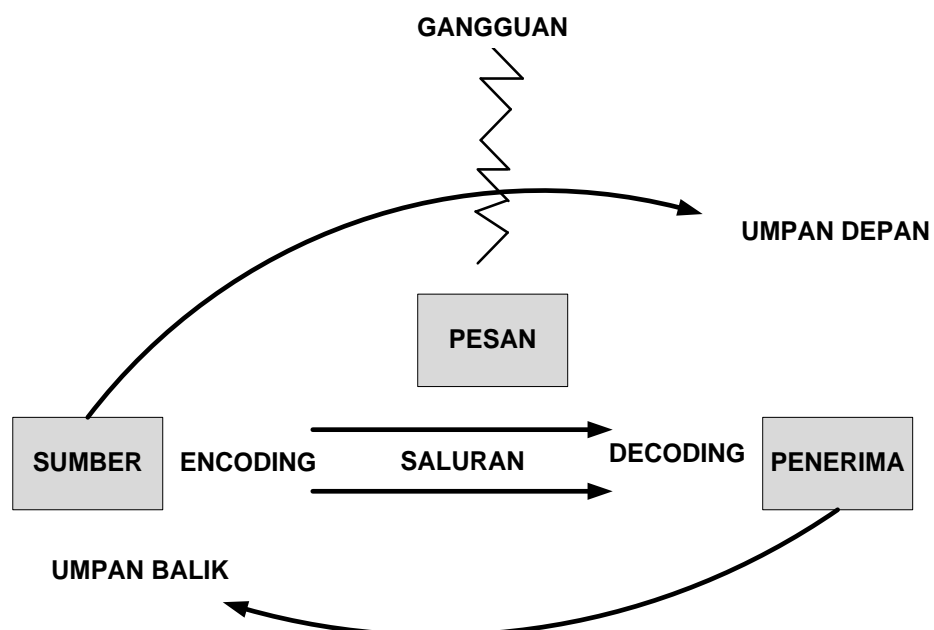 GANGGUAN
UMPAN DEPAN
PESAN
SUMBER
ENCODING
SALURAN
DECODING
PENERIMA
UMPAN BALIK